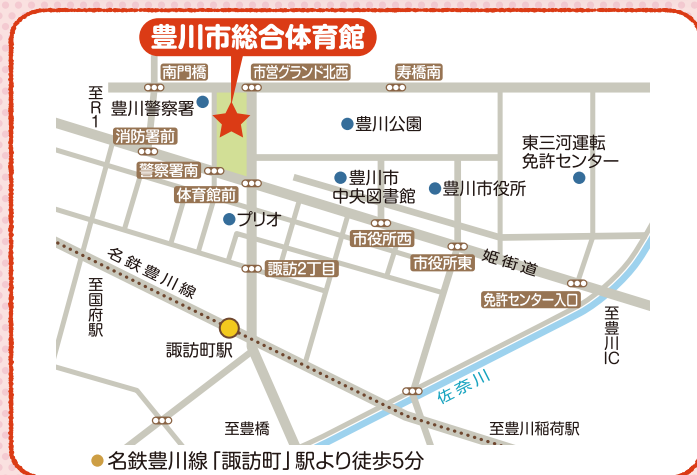 豊川市総合体育館
南門橋
市営グランド北西
寿橋南
至R1
豊川警察署
豊川公園
消防署前
東三河運転
免許センター
警察署南
体育館前
豊川市
中央図書館
豊川市役所
プリオ
市役所西
市役所東
姫街道
名鉄豊川線
諏訪2丁目
至国府駅
免許センター入口
至豊川IC
諏訪町駅
佐奈川
至豊橋
至豊川稲荷駅
●名鉄豊川線「諏訪町」駅より徒歩5分